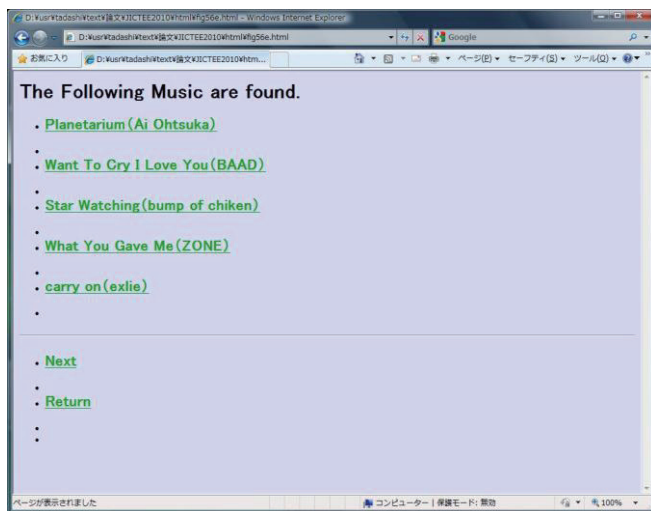 D:¥usr¥tadashi¥text¥論文¥JICTEE2010¥html¥fig56e.html - Windows Internet Explorer
D:¥usr¥tadashi¥text¥論文¥JICTEE2010¥html¥fig56e.html
Google
お気に入り
D:¥usr¥tadashi¥text¥論文¥JICTEE2010¥htm...
ページ(P)
セーフティ(S)
ツール(O)
The Following Music are found.
Planetarium(Ai Ohtsuka)
Want To Cry I Love You(BAAD)
Star Watching(bump of chiken)
What You Gave Me(ZONE)
carry on(exlie)
Next
Return
ページが表示されました
コンピューター | 保護モード: 無効
100%